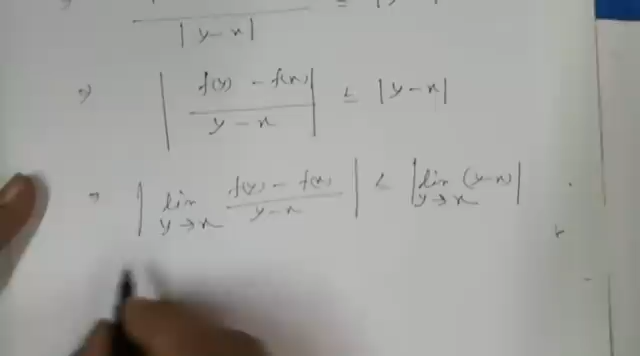 |y-x|
⇒ | f(y) - f(x) / y-x | ≤ |y-x|
⇒ | lim y→x f(y) - f(x) / y-x | ≤ | lim y→x (y-x) |